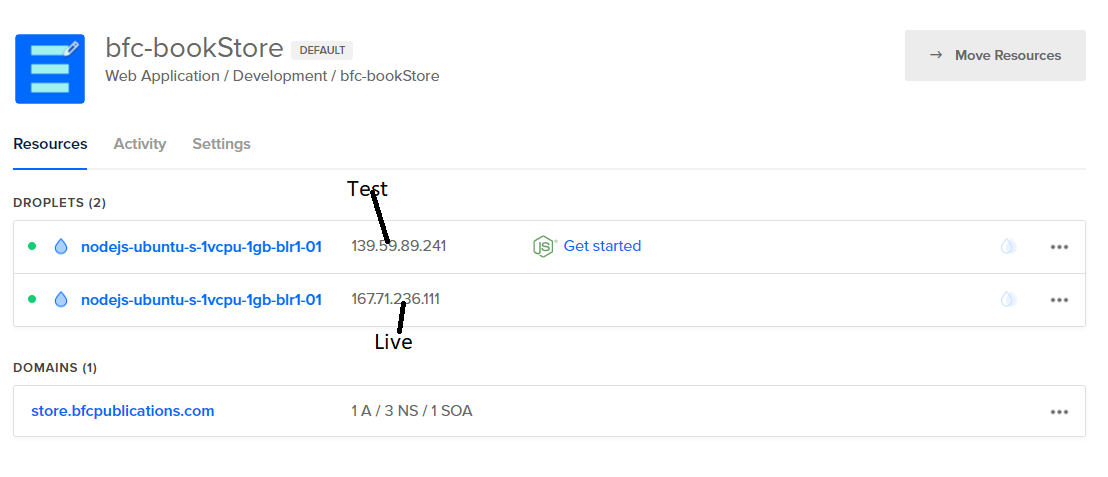 bfc-bookStore DEFAULT
Web Application / Development / bfc-bookStore
→ Move Resources
Resources Activity Settings
Test
DROPLETS (2)
nodejs-ubuntu-s-1vcpu-1gb-blr1-01 139.59.89.241 JS Get started
nodejs-ubuntu-s-1vcpu-1gb-blr1-01 167.71.236.111
Live
DOMAINS (1)
store.bfcpublications.com 1 A / 3 NS / 1 SOA